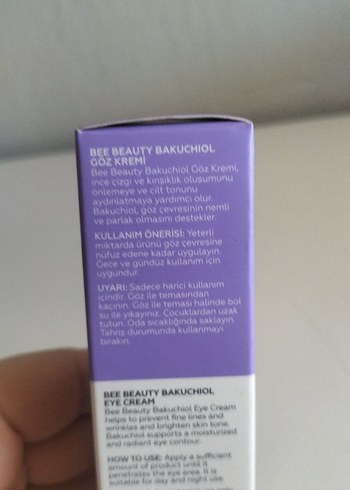 BEE BEAUTY BAKUCHIOL
GÖZ KREMİ
Bee Beauty Bakuchiol Göz Kremi,
ince çizgi ve kırışıklık oluşumunu
önlemeye ve cilt tonunu
aydınlatmaya yardımcı olur.
Bakuchiol, göz çevresinin nemli
ve parlak olmasını destekler.
KULLANIM ÖNERİSİ: Yeterli
miktarda ürünü göz çevresine
nüfuz edene kadar uygulayın.
Gece ve gündüz kullanım için
uygundur.
UYARI: Sadece harici kullanım
içindir. Göz ile temasından
kaçının. Göz ile teması halinde bol
su ile yıkayınız. Çocuklardan uzak
tutun. Oda sıcaklığında saklayın.
Tahriş durumunda kullanmayı
bırakın.
BEE BEAUTY BAKUCHIOL
EYE CREAM
Bee Beauty Bakuchiol Eye Cream
helps to prevent fine lines and
wrinkles and brighten skin tone.
Bakuchiol supports a moisturized
and radiant eye contour.
HOW TO USE: Apply a sufficient
amount of product until it
penetrates the eye area. It is
suitable for day and night use.